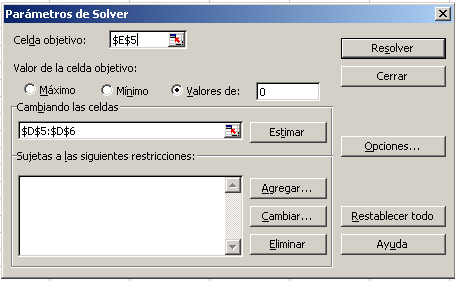 Parámetros de Solver
Celda objetivo: $E$5
Resolver
Valor de la celda objetivo:
Cerrar
Máximo Mínimo Valores de: 0
Cambiando las celdas
$D$5:$D$6
Estimar
Opciones...
Sujetas a las siguientes restricciones:
Agregar...
Cambiar...
Restablecer todo
Eliminar
Ayuda